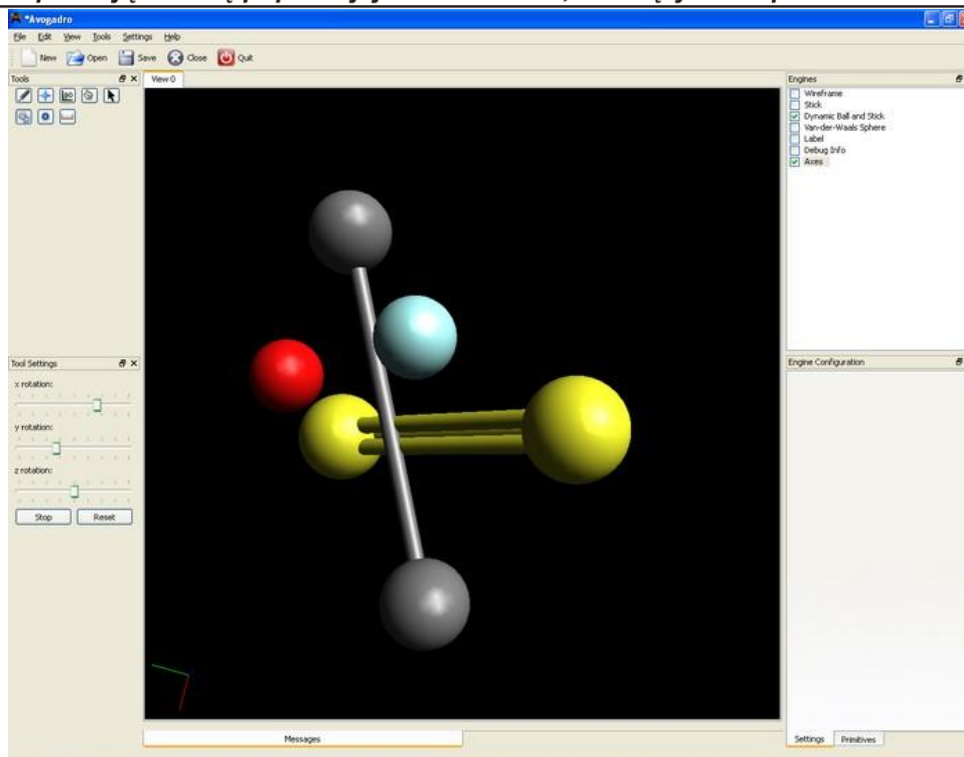 *Avogadro
File Edit View Tools Settings Help
New Open Save Close Quit
Tools
View 0
Engines
Wireframe
Stick
Dynamic Ball and Stick
Van-der-Waals Sphere
Label
Debug Info
Axes
Tool Settings
x rotation:
y rotation:
z rotation:
Stop Reset
Engine Configuration
Messages
Settings Primitives